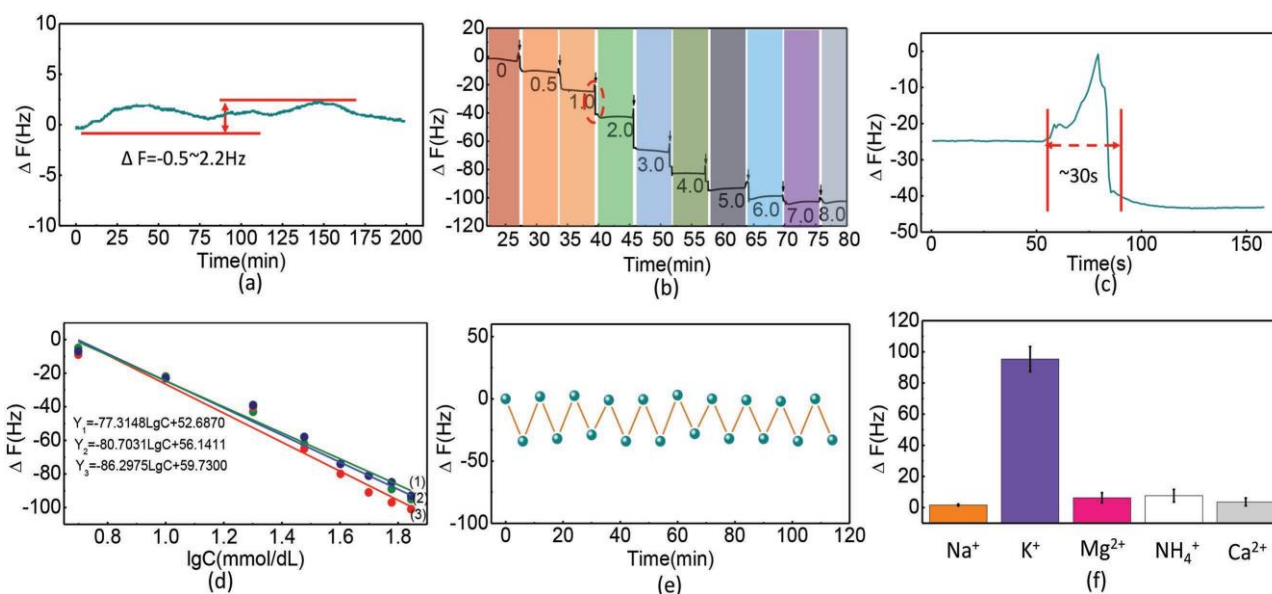 10
5
0
-5
-10
Δ F(Hz)
Δ F=-0.5~2.2Hz
0 25 50 75 100 125 150 175 200
Time(min)
(a)
20
0
-20
-40
-60
-80
-100
-120
Δ F(Hz)
0
0.5
1.0
2.0
3.0
4.0
5.0
6.0
7.0
8.0
25 30 35 40 45 50 55 60 65 70 75 80
Time(min)
(b)
0
-10
-20
-30
-40
-50
Δ F(Hz)
~30s
0 50 100 150
Time(s)
(c)
0
-20
-40
-60
-80
-100
Δ F(Hz)
Y1=-77.3148LgC+52.6870
Y2=-80.7031LgC+56.1411
Y3=-86.2975LgC+59.7300
(1)
(2)
(3)
0.8 1.0 1.2 1.4 1.6 1.8
lgC(mmol/dL)
(d)
50
0
-50
-100
Δ F(Hz)
0 20 40 60 80 100 120
Time(min)
(e)
120
100
80
60
40
20
0
Δ F(Hz)
Na⁺ K⁺ Mg²⁺ NH₄⁺ Ca²⁺
(f)